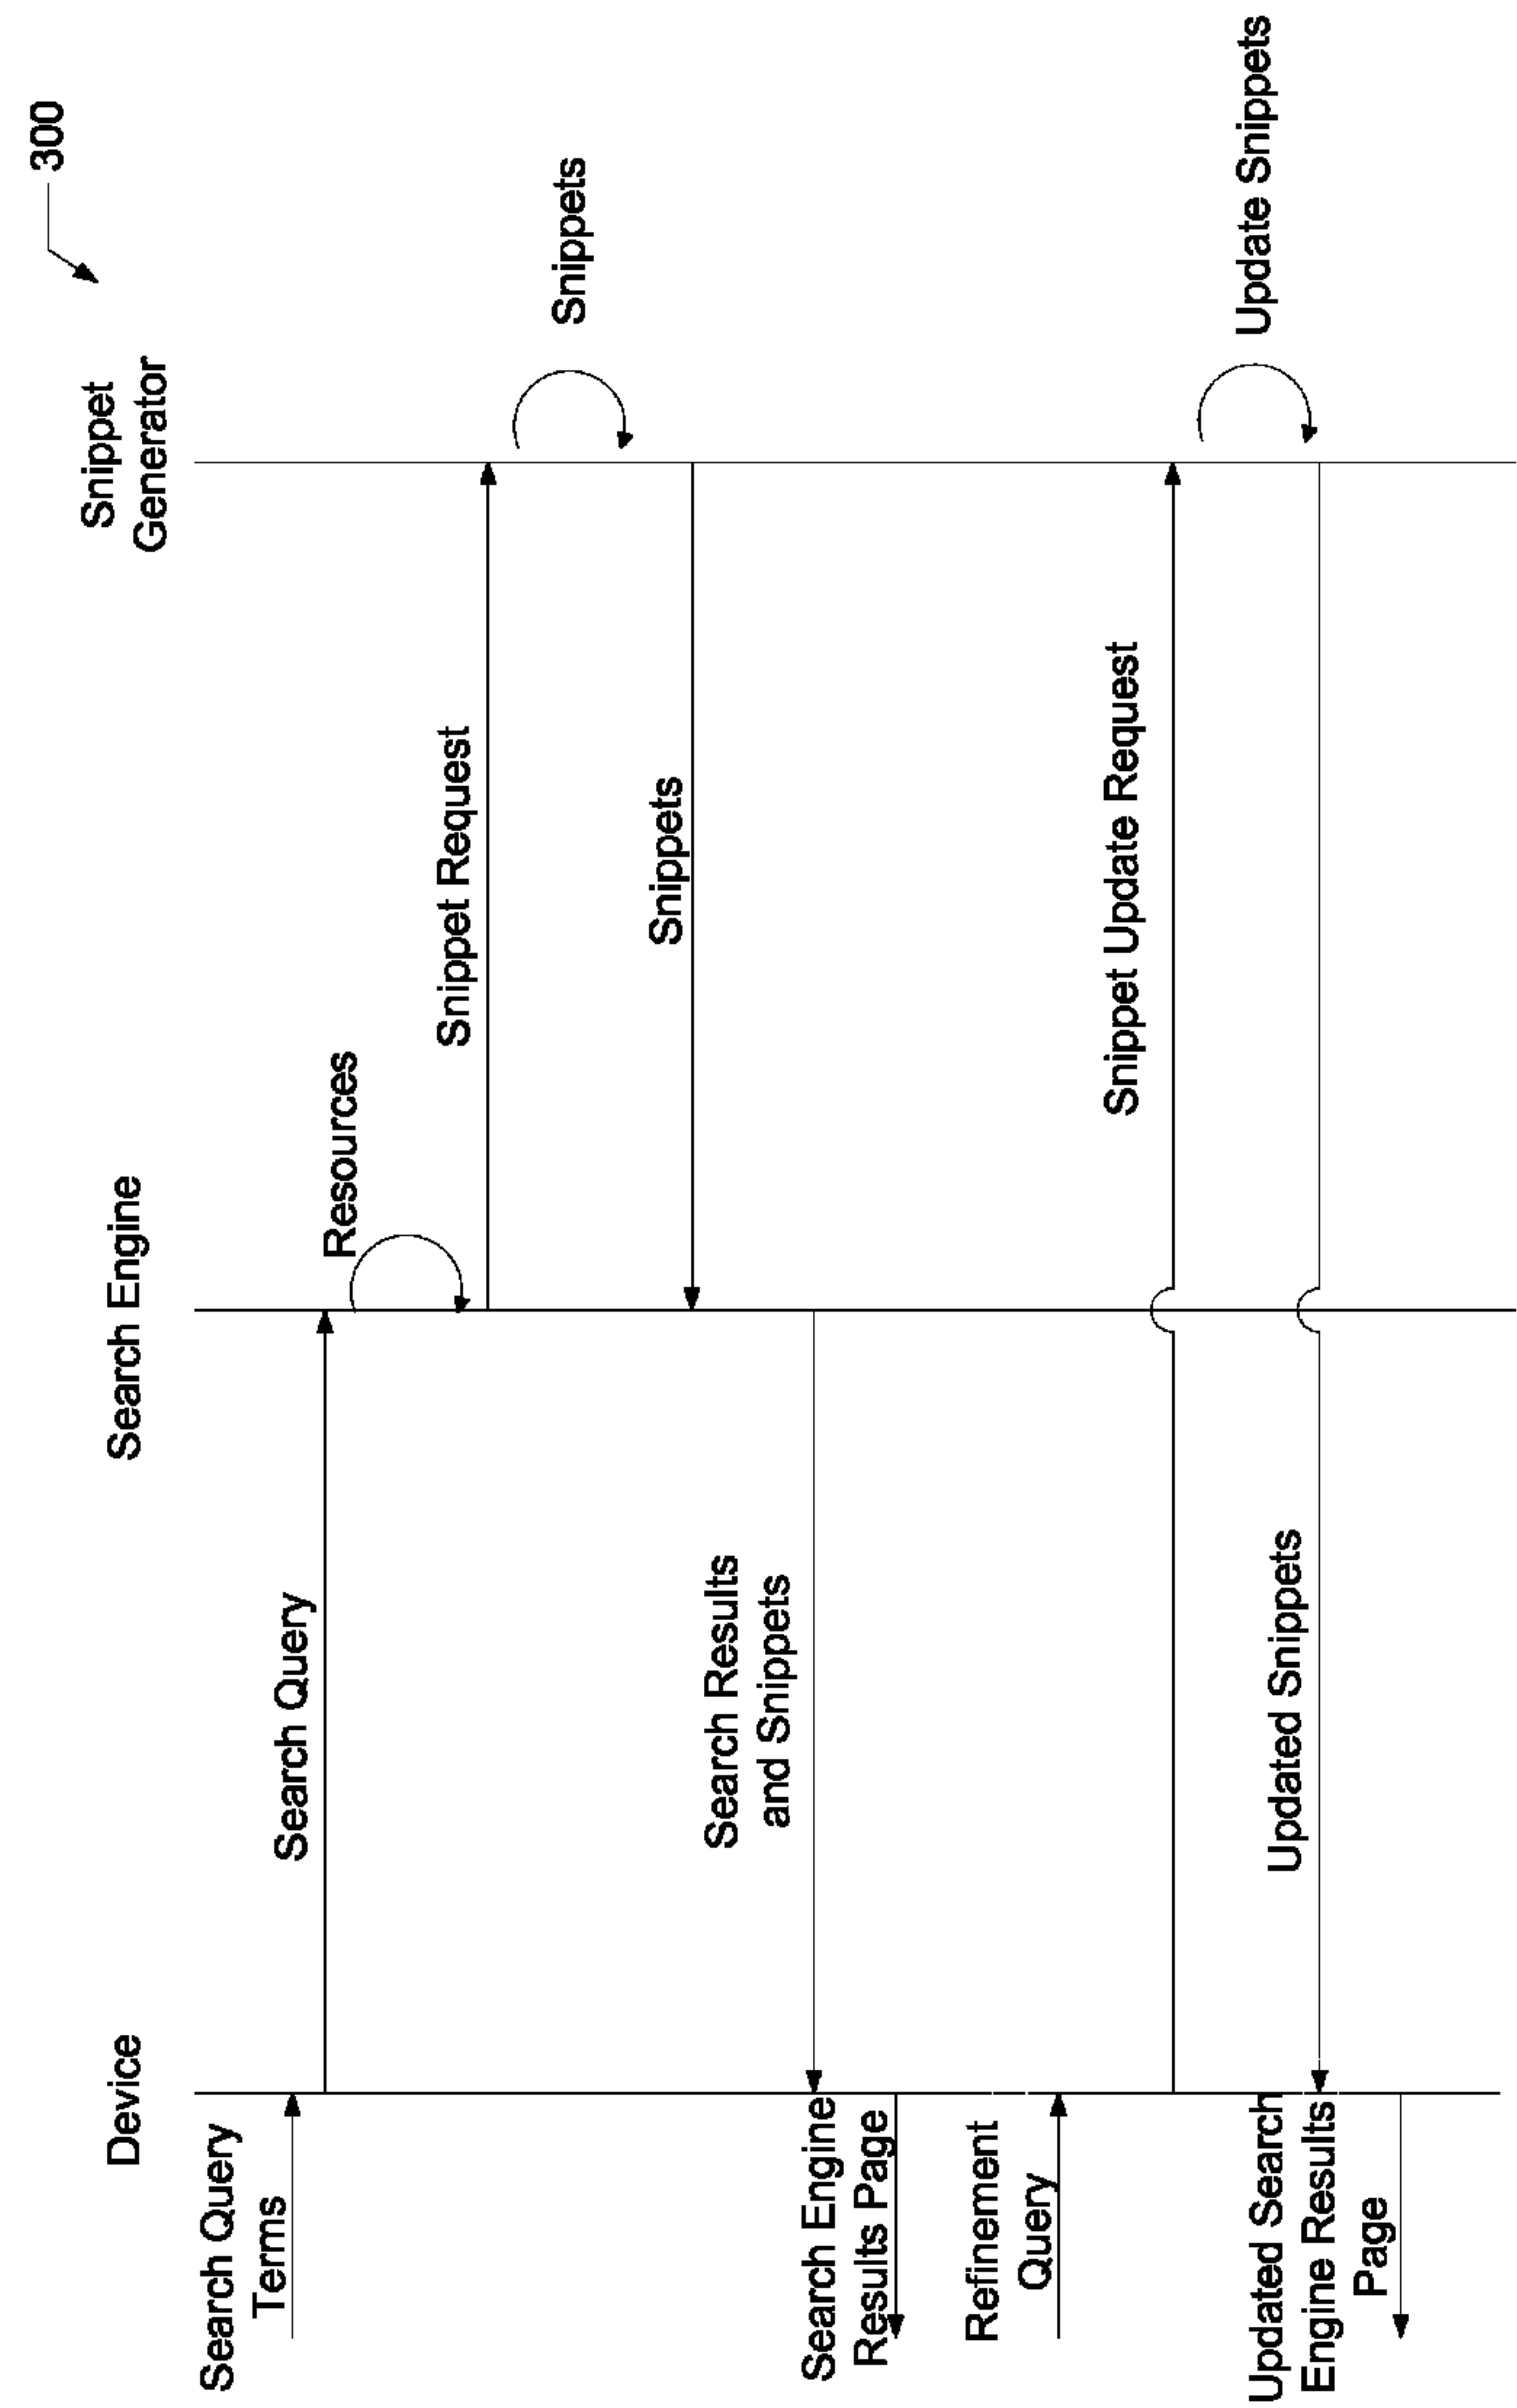 300
Device
Search Engine
Snippet
Generator
Search Query
Terms
Search Query
Resources
Snippet Request
Snippets
Snippets
Search Results
and Snippets
Search Engine
Results Page
Refinement
Query
Snippet Update Request
Update Snippets
Updated Snippets
Updated Search
Engine Results
Page